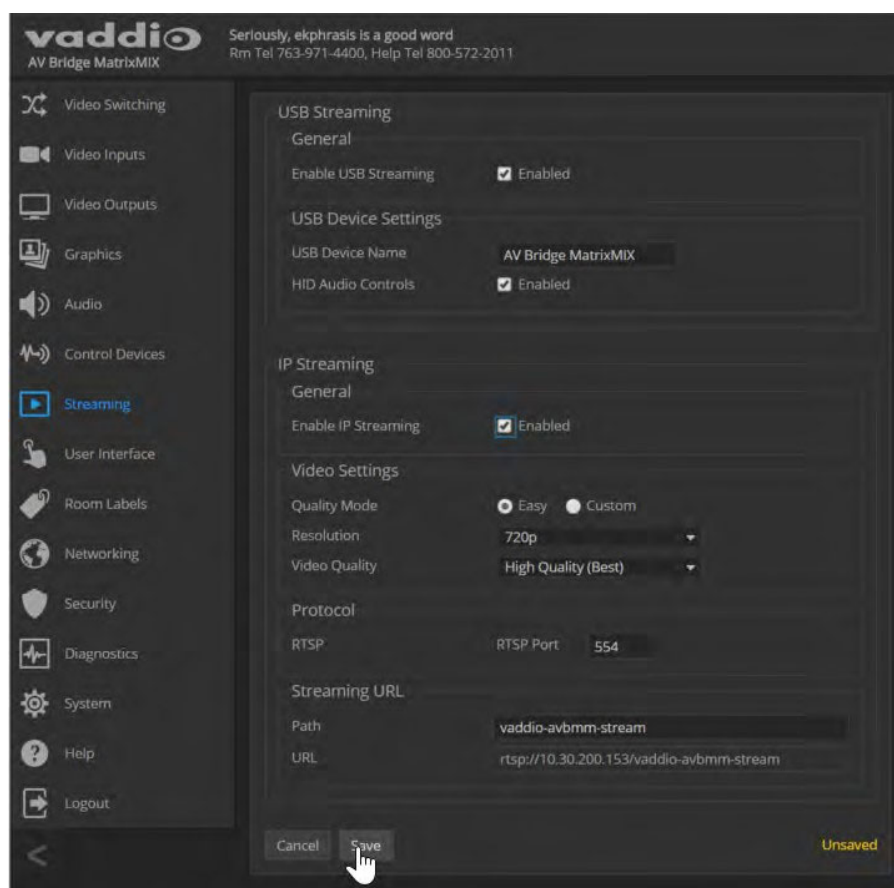 vaddio
AV Bridge MatrixMIX
Seriously, ekphrasis is a good word
Rm Tel 763-971-4400, Help Tel 800-572-2011
Video Switching
Video Inputs
Video Outputs
Graphics
Audio
Control Devices
Streaming
User Interface
Room Labels
Networking
Security
Diagnostics
System
Help
Logout
<
USB Streaming
General
Enable USB Streaming Enabled
USB Device Settings
USB Device Name AV Bridge MatrixMIX
HID Audio Controls Enabled
IP Streaming
General
Enable IP Streaming Enabled
Video Settings
Quality Mode Easy Custom
Resolution 720p
Video Quality High Quality (Best)
Protocol
RTSP RTSP Port 554
Streaming URL
Path vaddio-avbmm-stream
URL rtsp://10.30.200.153/vaddio-avbmm-stream
Cancel Save Unsaved